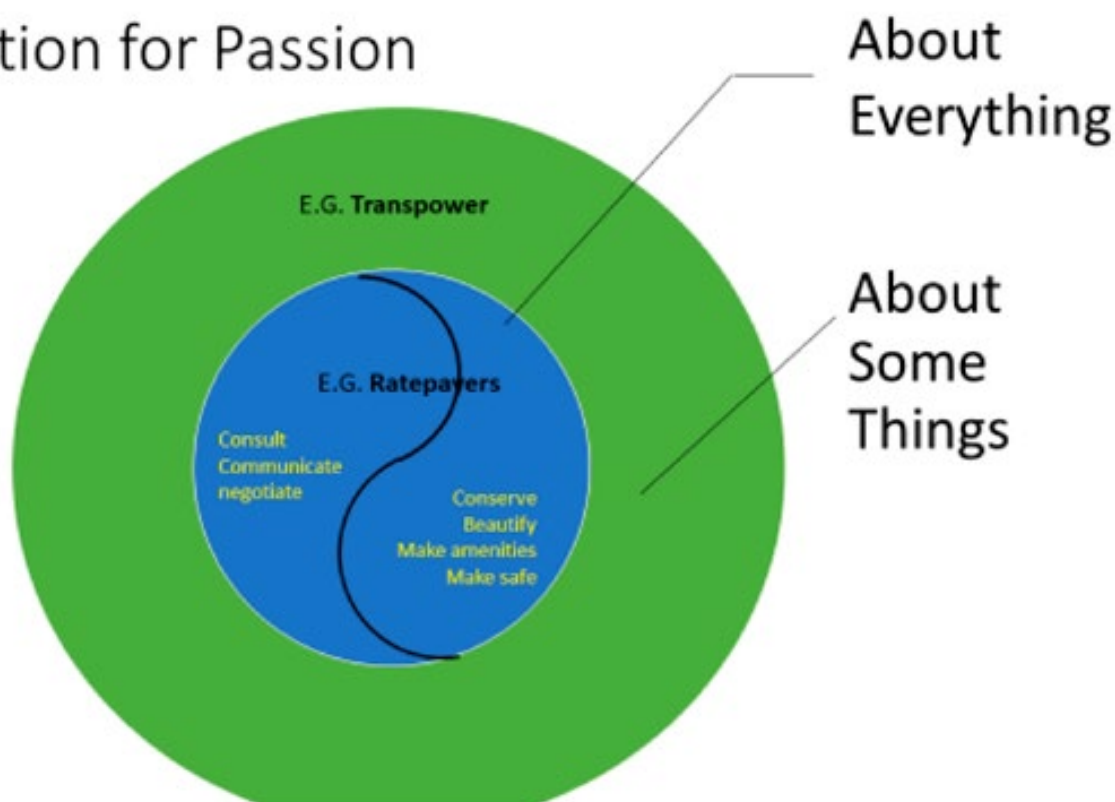 tion for Passion
About
Everything
E.G. Transpower
About
Some
Things
E.G. Ratepayers
Consult
Communicate
negotiate
Conserve
Beautify
Make amenities
Make safe